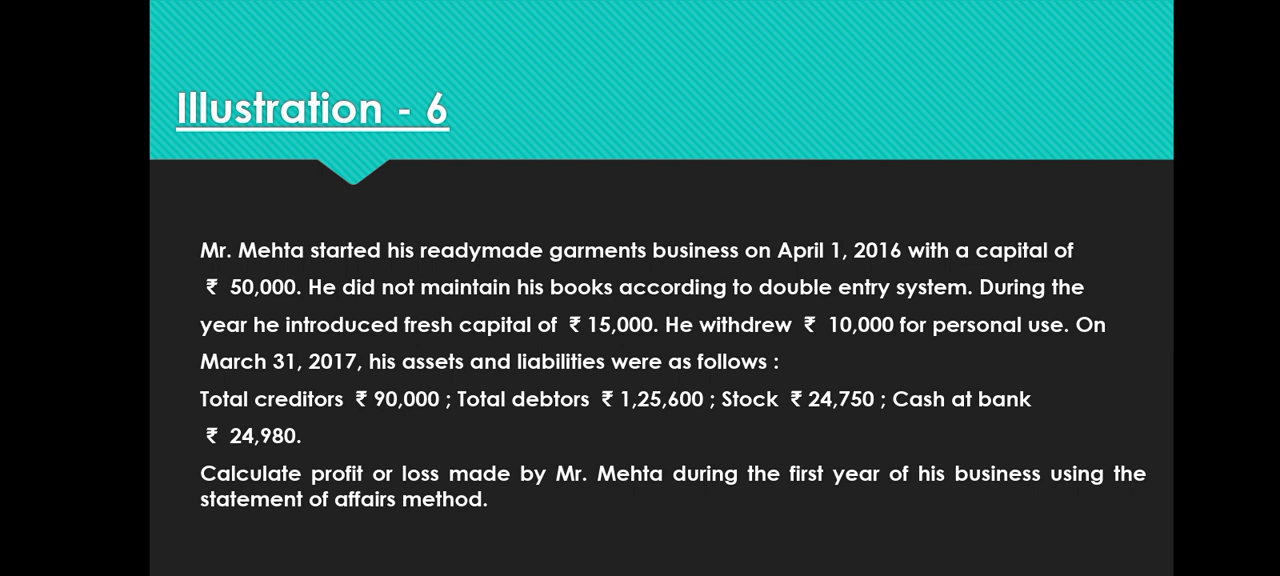 Illustration - 6
Mr. Mehta started his readymade garments business on April 1, 2016 with a capital of
₹ 50,000. He did not maintain his books according to double entry system. During the
year he introduced fresh capital of ₹ 15,000. He withdrew ₹ 10,000 for personal use. On
March 31, 2017, his assets and liabilities were as follows :
Total creditors ₹ 90,000 ; Total debtors ₹ 1,25,600 ; Stock ₹ 24,750 ; Cash at bank
₹ 24,980.
Calculate profit or loss made by Mr. Mehta during the first year of his business using the
statement of affairs method.